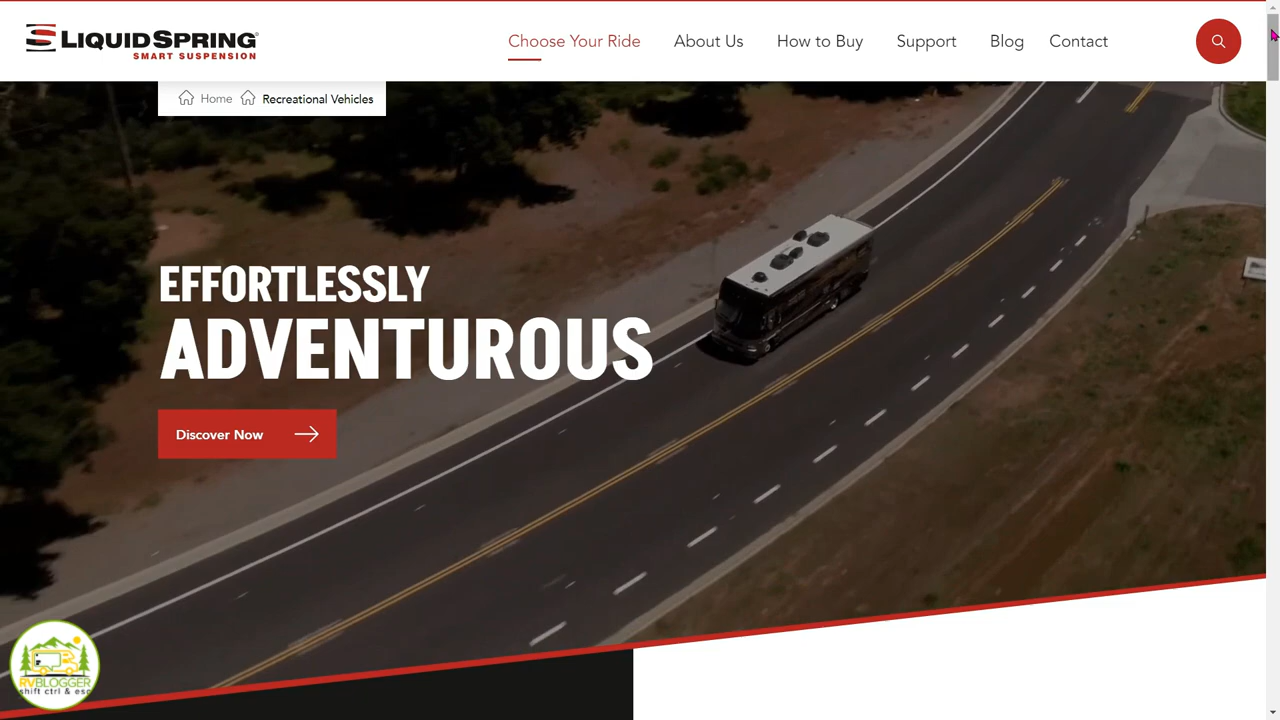 LIQUIDSPRING
SMART SUSPENSION
Choose Your Ride
About Us
How to Buy
Support
Blog
Contact
Home
Recreational Vehicles
EFFORTLESSLY
ADVENTUROUS
Discover Now
RVBLOGGER
shift ctrl & esc